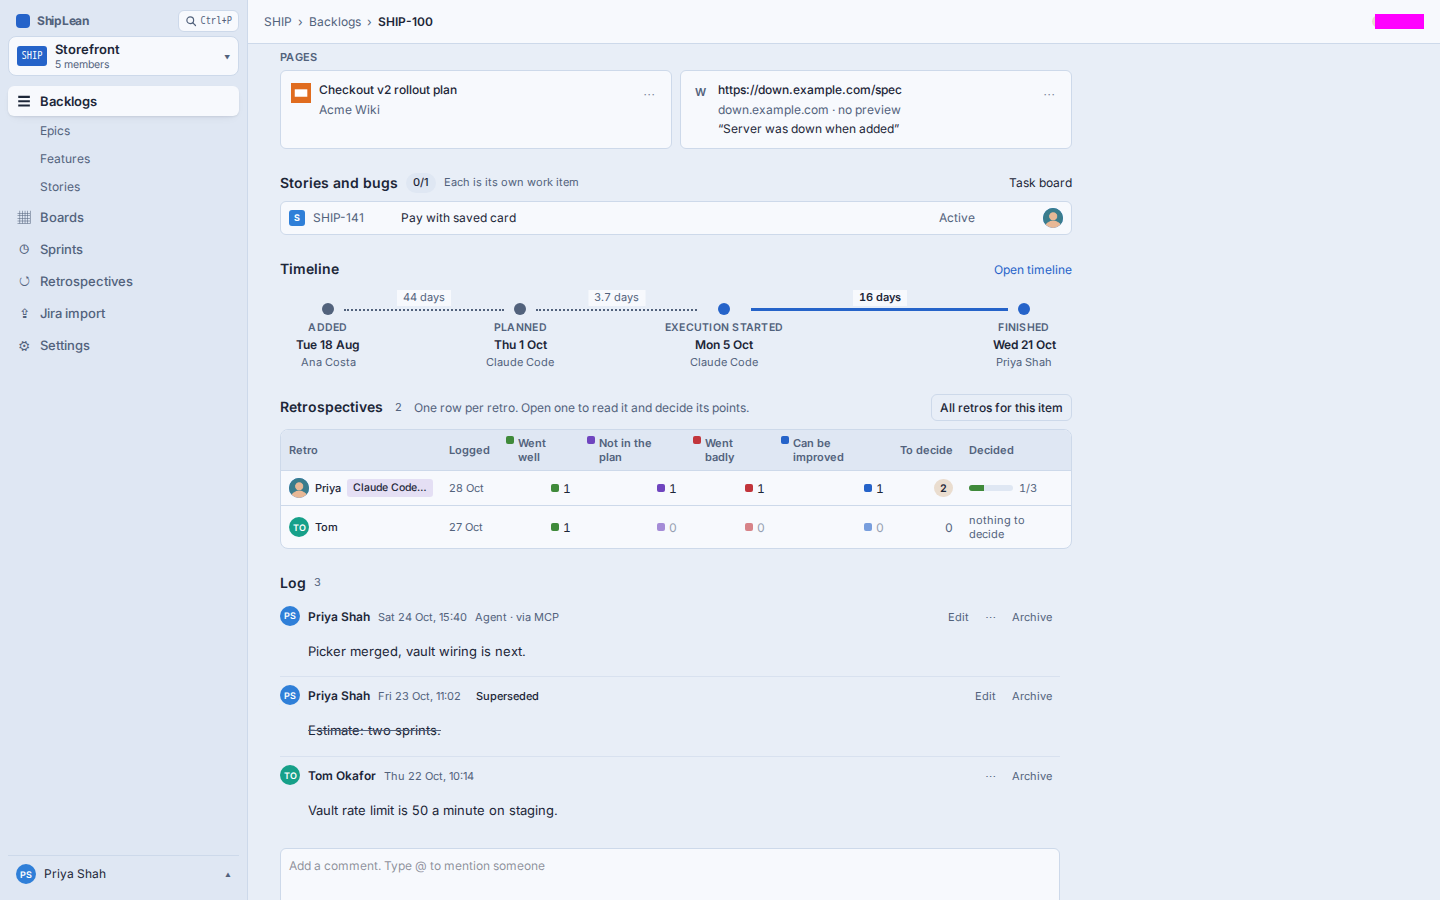 ShipLean
Ctrl+P
SHIP
Storefront
5 members
Backlogs
Epics
Features
Stories
Boards
Sprints
Retrospectives
Jira import
Settings
PS Priya Shah
SHIP › Backlogs › SHIP-100
PAGES
Checkout v2 rollout plan ...
Acme Wiki
W https://down.example.com/spec ...
down.example.com · no preview
“Server was down when added”
Stories and bugs 0/1 Each is its own work item Task board
S SHIP-141 Pay with saved card Active
Timeline Open timeline
44 days 3.7 days 16 days
ADDED PLANNED EXECUTION STARTED FINISHED
Tue 18 Aug Thu 1 Oct Mon 5 Oct Wed 21 Oct
Ana Costa Claude Code Claude Code Priya Shah
Retrospectives 2 One row per retro. Open one to read it and decide its points. All retros for this item
Retro Logged Went well Not in the plan Went badly Can be improved To decide Decided
Priya Claude Code... 28 Oct 1 1 1 1 2 1/3
TO Tom 27 Oct 1 0 0 0 0 nothing to decide
Log 3
PS Priya Shah Sat 24 Oct, 15:40 Agent · via MCP Edit ... Archive
Picker merged, vault wiring is next.
PS Priya Shah Fri 23 Oct, 11:02 Superseded Edit Archive
Estimate: two sprints.
TO Tom Okafor Thu 22 Oct, 10:14 ... Archive
Vault rate limit is 50 a minute on staging.
Add a comment. Type @ to mention someone